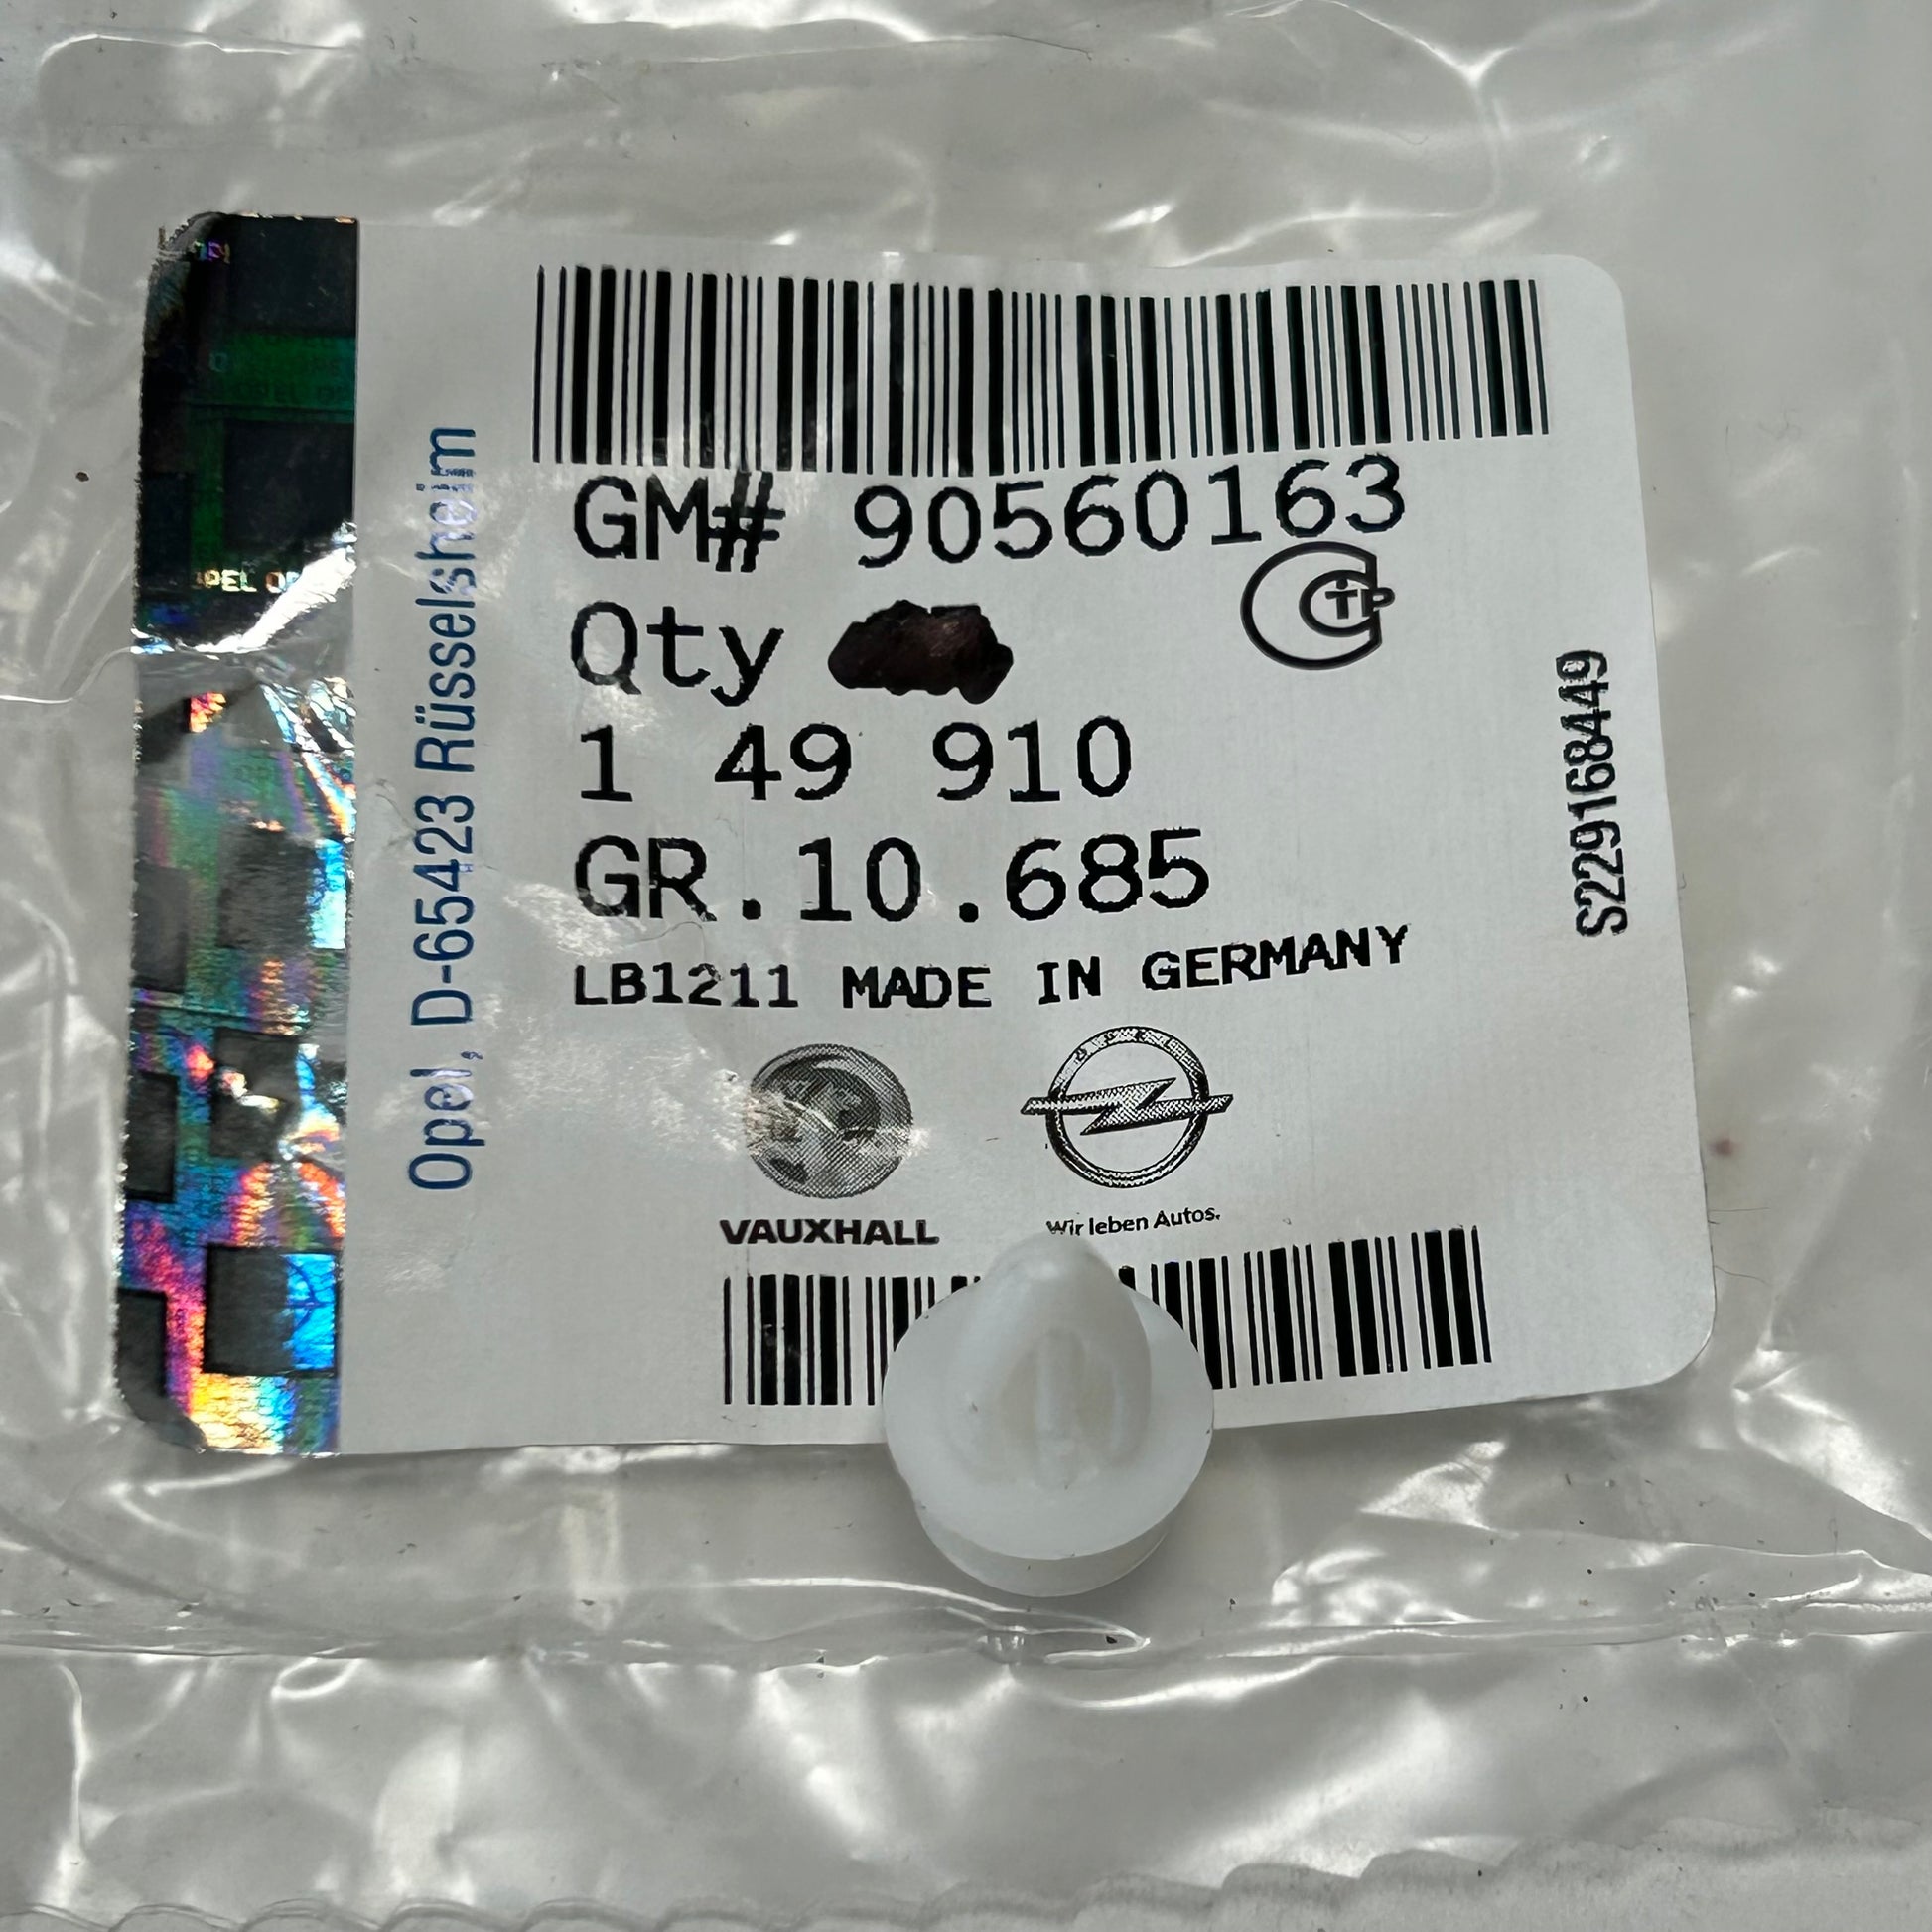 GM# 90560163
Qty
1 49 910
GR.10.685
LB1211 MADE IN GERMANY
VAUXHALL
Wir leben Autos.
Opel, D-65423 Rüsselsheim
S229168449